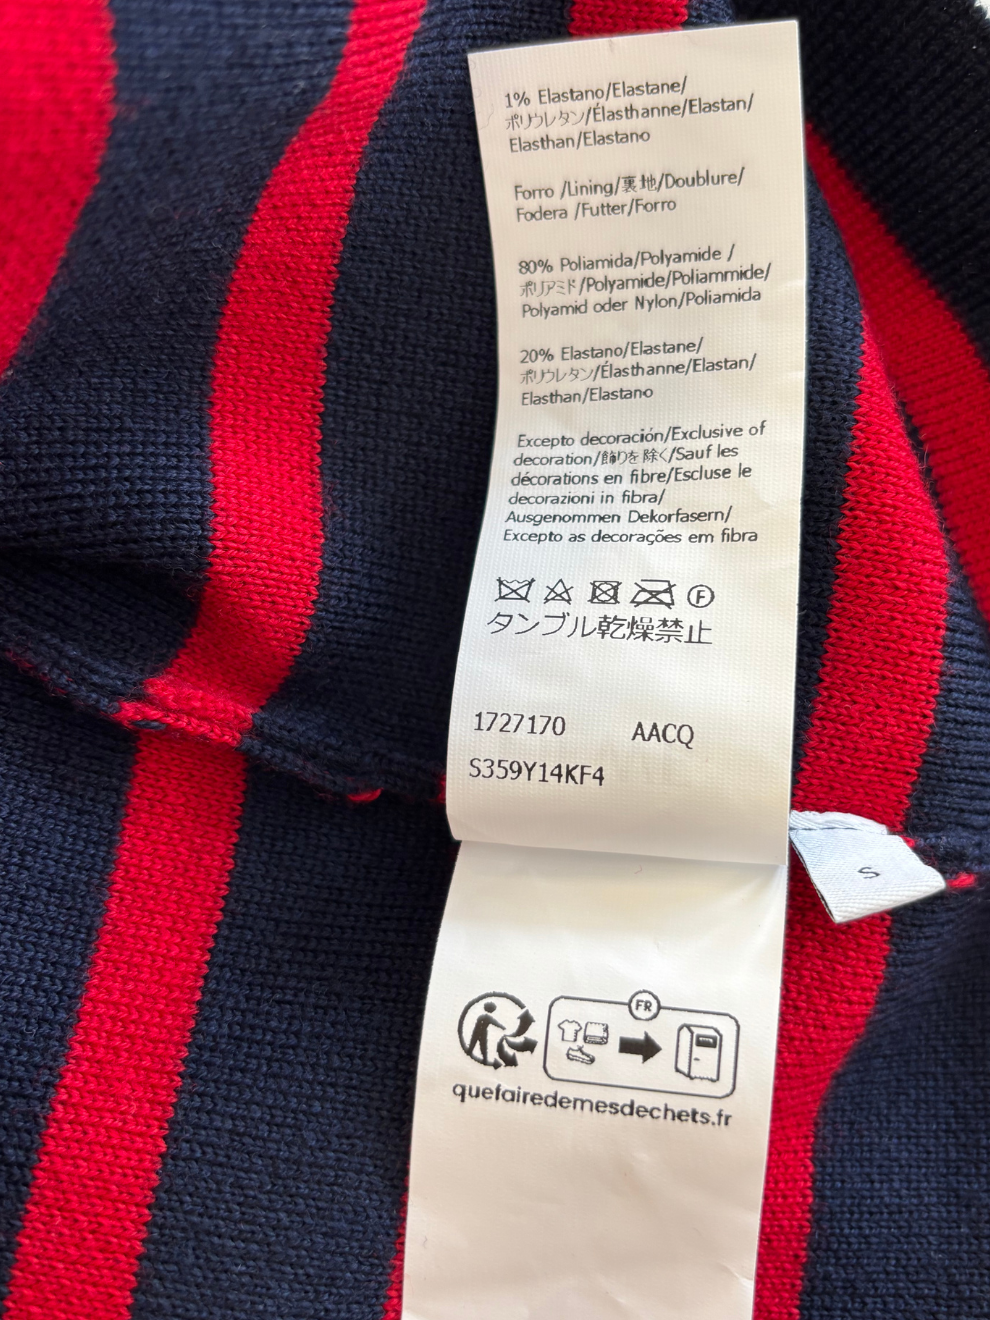 1% Elastano/Elastane/
ポリウレタン/Élasthanne/Elastan/
Elasthan/Elastano
Forro /Lining/裏地/Doublure/
Fodera /Futter/Forro
80% Poliamida/Polyamide /
ポリアミド/Polyamide/Poliammide/
Polyamid oder Nylon/Poliamida
20% Elastano/Elastane/
ポリウレタン/Élasthanne/Elastan/
Elasthan/Elastano
Excepto decoración/Exclusive of
decoration/飾りを除く/Sauf les
décorations en fibre/Escluse le
decorazioni in fibra/
Ausgenommen Dekorfasern/
Excepto as decorações em fibra
F
タンブル乾燥禁止
1727170 AACQ
S359Y14KF4
S
FR
quefairedemesdechets.fr